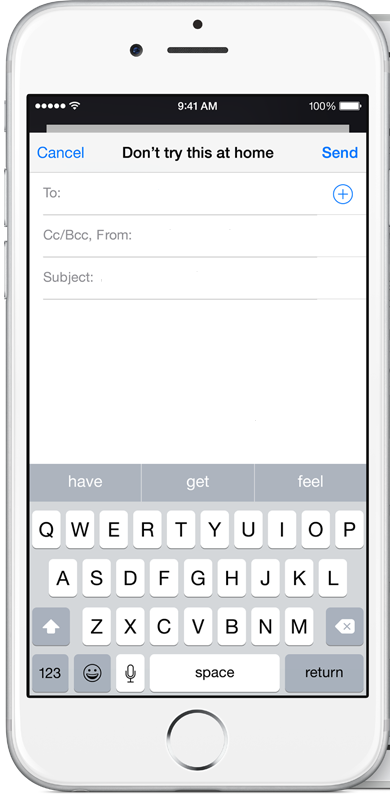 9:41 AM 100%
Cancel Don't try this at home Send
To:
Cc/Bcc, From:
Subject:
have get feel
Q W E R T Y U I O P
A S D F G H J K L
Z X C V B N M
123 space return